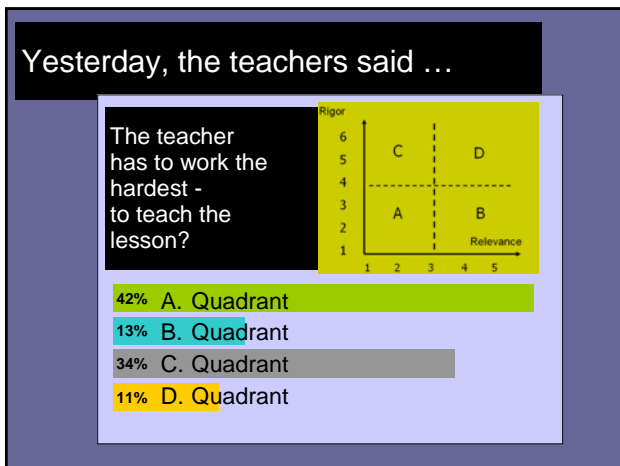 Yesterday, the teachers said …
The teacher
has to work the
hardest -
to teach the
lesson?
Rigor
6
5
4
3
2
1
C
D
A
B
Relevance
1 2 3 4 5
42% A. Quadrant
13% B. Quadrant
34% C. Quadrant
11% D. Quadrant